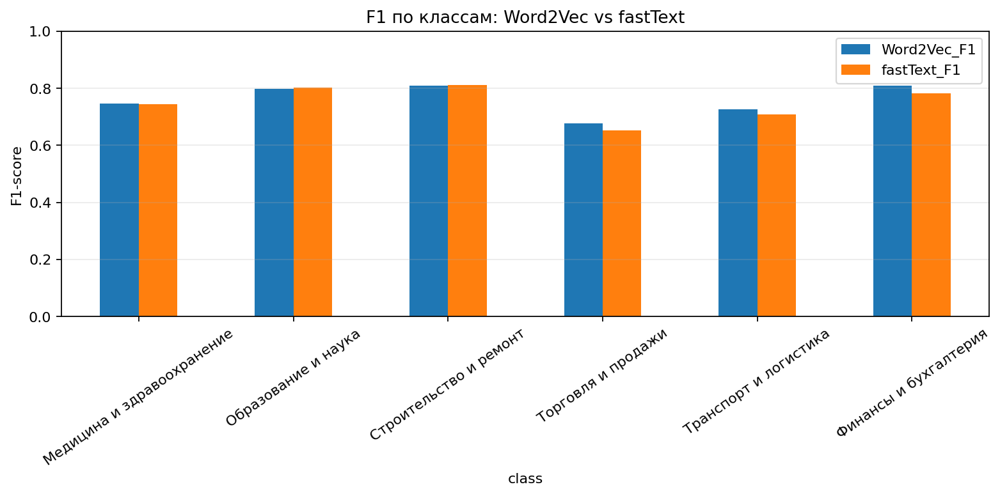 F1 по классам: Word2Vec vs fastText
Word2Vec_F1
fastText_F1
F1-score
1.0
0.8
0.6
0.4
0.2
0.0
Медицина и здравоохранение
Образование и наука
Строительство и ремонт
Торговля и продажи
Транспорт и логистика
Финансы и бухгалтерия
class